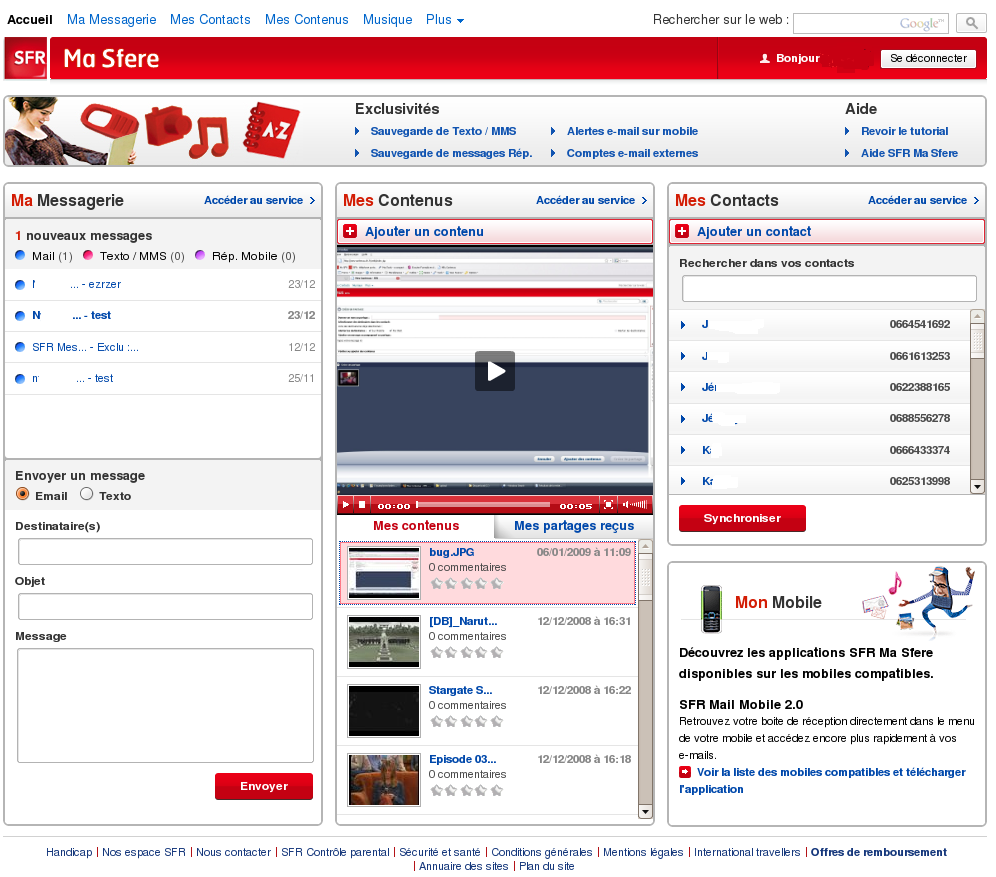 Accueil Ma Messagerie Mes Contacts Mes Contenus Musique Plus Rechercher sur le web : Google™
SFR Ma Sfere Bonjour Se déconnecter
Exclusivités
Sauvegarde de Texto / MMS Alertes e-mail sur mobile
Sauvegarde de messages Rép. Comptes e-mail externes
Aide
Revoir le tutorial
Aide SFR Ma Sfere
A-Z
Ma Messagerie Accéder au service
1 nouveaux messages
Mail (1) Texto / MMS (0) Rép. Mobile (0)
... - ezrzer 23/12
... - test 23/12
SFR Mes... - Exclu :... 12/12
... - test 25/11
Envoyer un message
Email Texto
Destinataire(s)
Objet
Message
Envoyer
Mes Contenus Accéder au service
Ajouter un contenu
00:00 00:05
Mes contenus Mes partages reçus
bug.JPG 06/01/2009 à 11:09
0 commentaires
[DB]_Narut... 12/12/2008 à 16:31
0 commentaires
Stargate S... 12/12/2008 à 16:22
0 commentaires
Episode 03... 12/12/2008 à 16:18
0 commentaires
Mes Contacts Accéder au service
Ajouter un contact
Rechercher dans vos contacts
J 0664541692
J 0661613253
Jér 0622388165
Jé 0688556278
K 0666433374
Ka 0625313998
Synchroniser
Mon Mobile
Découvrez les applications SFR Ma Sfere
disponibles sur les mobiles compatibles.
SFR Mail Mobile 2.0
Retrouvez votre boite de réception directement dans le menu
de votre mobile et accédez encore plus rapidement à vos
e-mails.
Voir la liste des mobiles compatibles et télécharger
l'application
Handicap | Nos espace SFR | Nous contacter | SFR Contrôle parental | Sécurité et santé | Conditions générales | Mentions légales | International travellers | Offres de remboursement
| Annuaire des sites | Plan du site